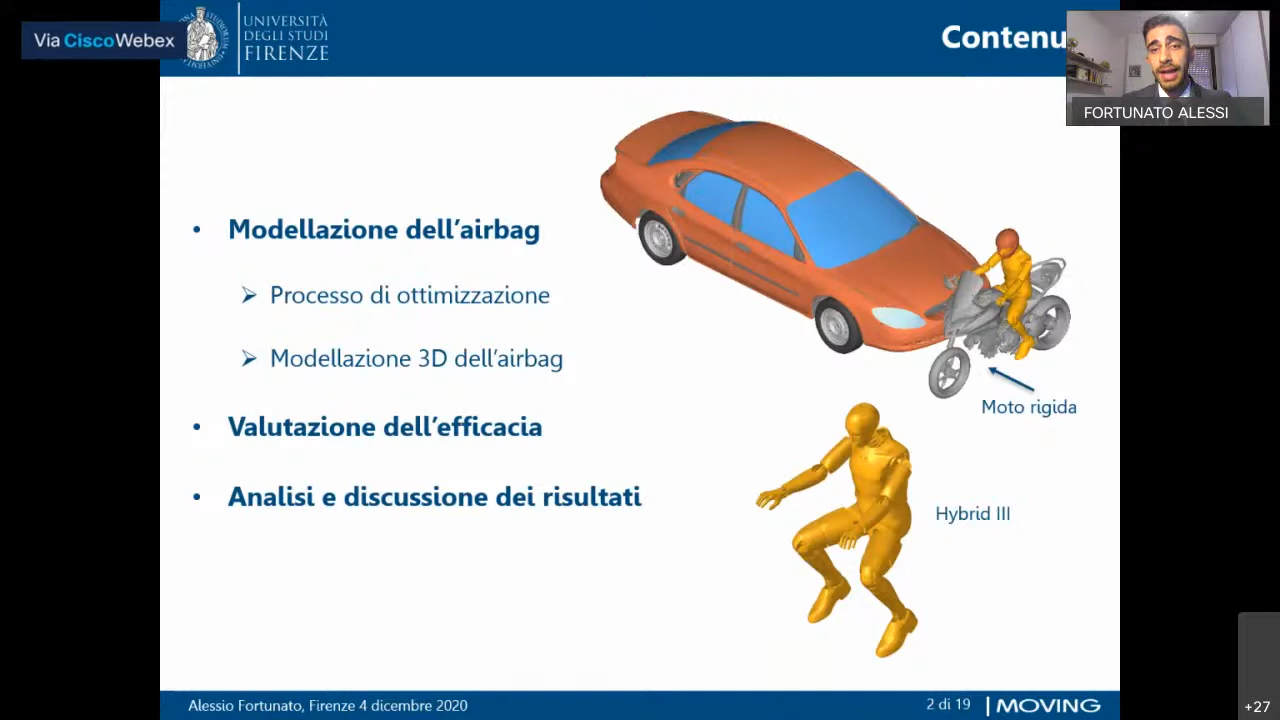 Via CiscoWebex
UNIVERSITÀ
DEGLI STUDI
FIRENZE
FORTUNATO ALESSI
• Modellazione dell'airbag
➢ Processo di ottimizzazione
➢ Modellazione 3D dell'airbag
• Valutazione dell'efficacia
• Analisi e discussione dei risultati
Moto rigida
Hybrid III
Alessio Fortunato, Firenze 4 dicembre 2020
2 di 19
MOVING
+27